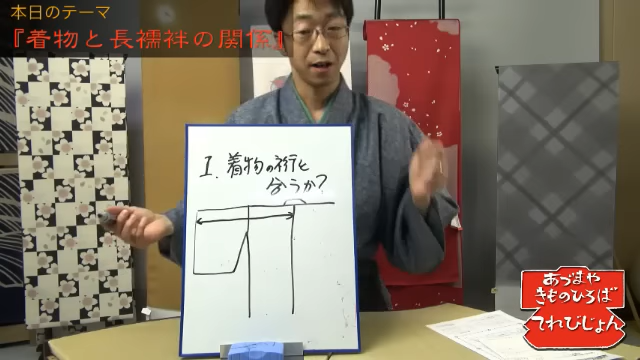 本日のテーマ
『着物と長襦袢の関係』
I. 着物の裄と
合うか?
あづまや
きものひろば
てれびじょん